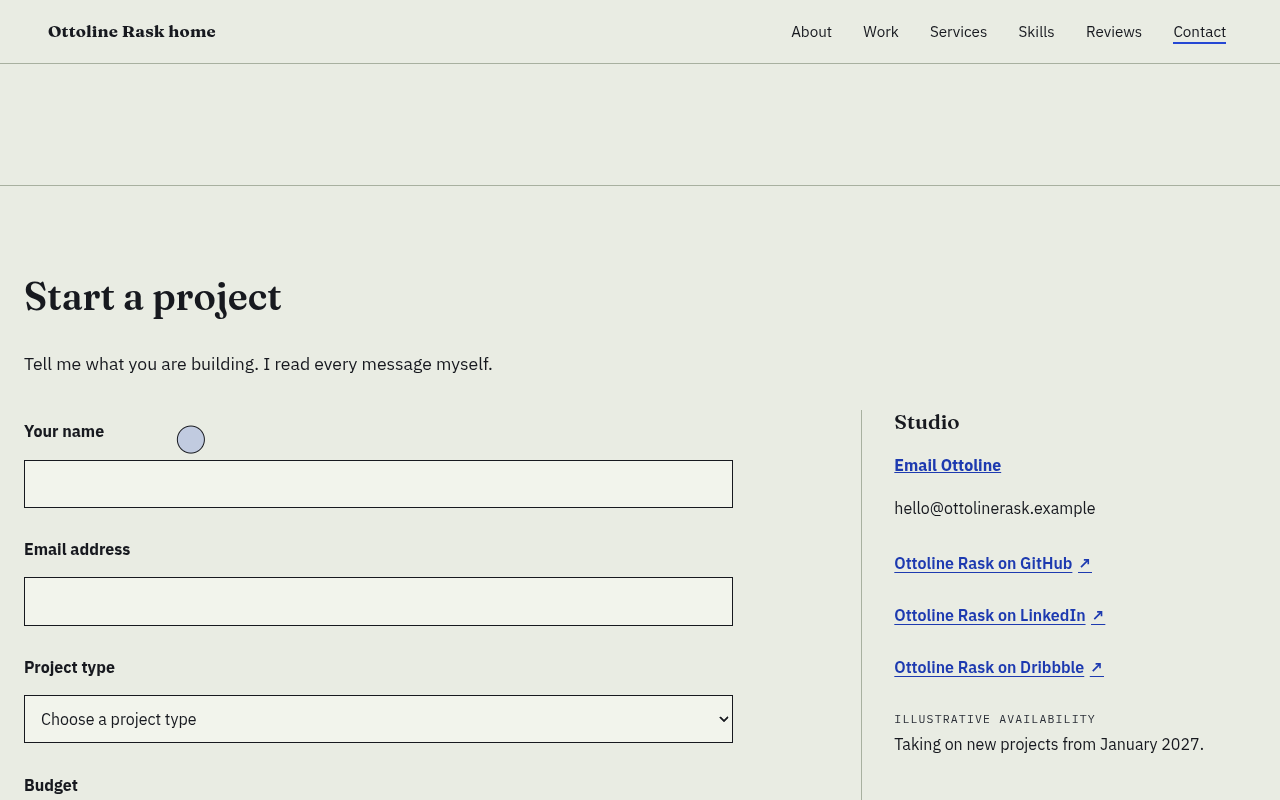 Ottoline Rask home
About
Work
Services
Skills
Reviews
Contact
Start a project
Tell me what you are building. I read every message myself.
Your name
Email address
Project type
Choose a project type
Budget
Studio
Email Ottoline
hello@ottolinerask.example
Ottoline Rask on GitHub ↗
Ottoline Rask on LinkedIn ↗
Ottoline Rask on Dribbble ↗
ILLUSTRATIVE AVAILABILITY
Taking on new projects from January 2027.